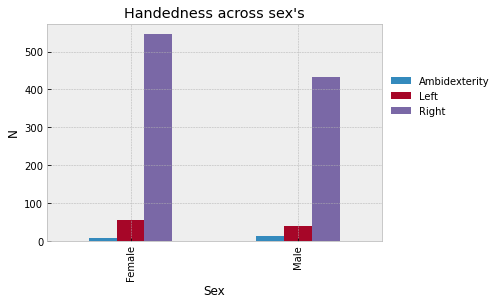 Handedness across sex's
500
400
300
200
100
0
N
Female
Male
Sex
Ambidexterity
Left
Right